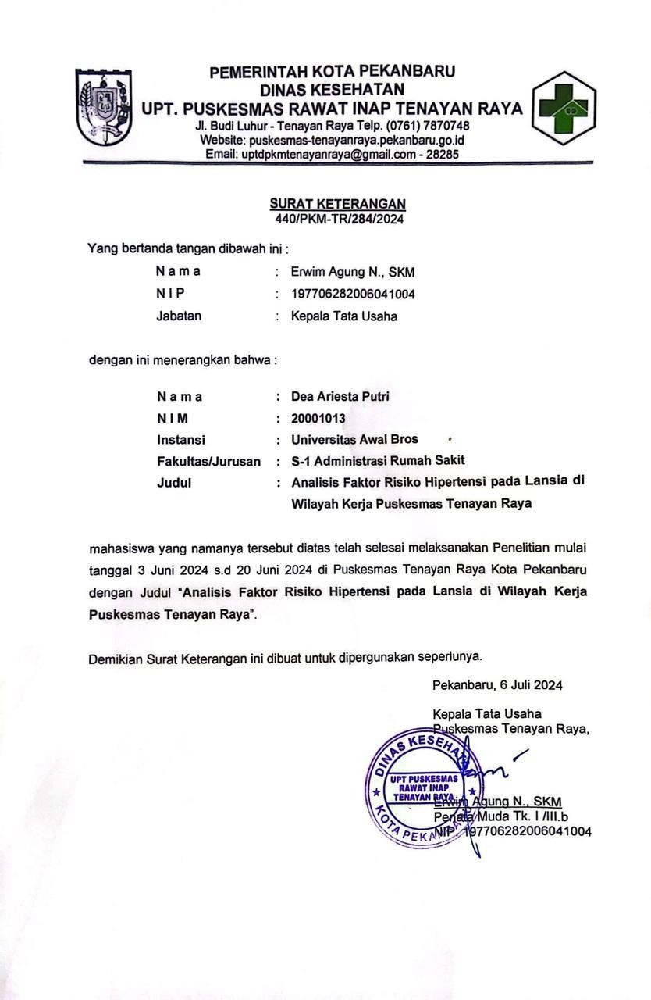 PEMERINTAH KOTA PEKANBARU
DINAS KESEHATAN
UPT. PUSKESMAS RAWAT INAP TENAYAN RAYA
Jl. Budi Luhur - Tenayan Raya Telp. (0761) 7870748
Website: puskesmas-tenayanraya.pekanbaru.go.id
Email: uptdpkmtenayanraya@gmail.com - 28285
SURAT KETERANGAN
440/PKM-TR/284/2024
Yang bertanda tangan dibawah ini :
N a m a : Erwim Agung N., SKM
N I P : 197706282006041004
Jabatan : Kepala Tata Usaha
dengan ini menerangkan bahwa :
N a m a : Dea Ariesta Putri
N I M : 20001013
Instansi : Universitas Awal Bros
Fakultas/Jurusan : S-1 Administrasi Rumah Sakit
Judul : Analisis Faktor Risiko Hipertensi pada Lansia di
Wilayah Kerja Puskesmas Tenayan Raya
mahasiswa yang namanya tersebut diatas telah selesai melaksanakan Penelitian mulai
tanggal 3 Juni 2024 s.d 20 Juni 2024 di Puskesmas Tenayan Raya Kota Pekanbaru
dengan Judul “Analisis Faktor Risiko Hipertensi pada Lansia di Wilayah Kerja
Puskesmas Tenayan Raya”.
Demikian Surat Keterangan ini dibuat untuk dipergunakan seperlunya.
Pekanbaru, 6 Juli 2024
Kepala Tata Usaha
Puskesmas Tenayan Raya,
DINAS KESEHATAN
UPT PUSKESMAS
RAWAT INAP
TENAYAN RAYA
KOTA PEKANBARU
Erwim Agung N., SKM
Penata Muda Tk. I /III.b
NIP. 197706282006041004